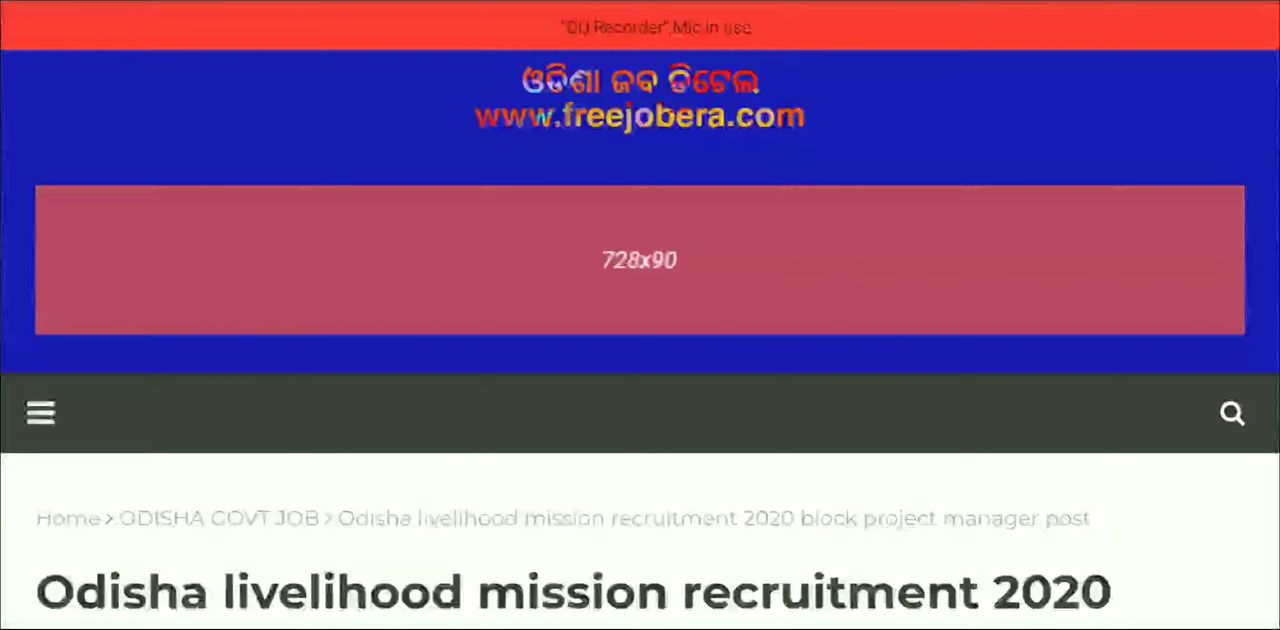 "DU Recorder" Mic in use
ଓଡିଶା ଜବ ଡିଟେଲ
www.freejobera.com
728x90
Home > ODISHA GOVT JOB > Odisha livelihood mission recruitment 2020 block project manager post
Odisha livelihood mission recruitment 2020